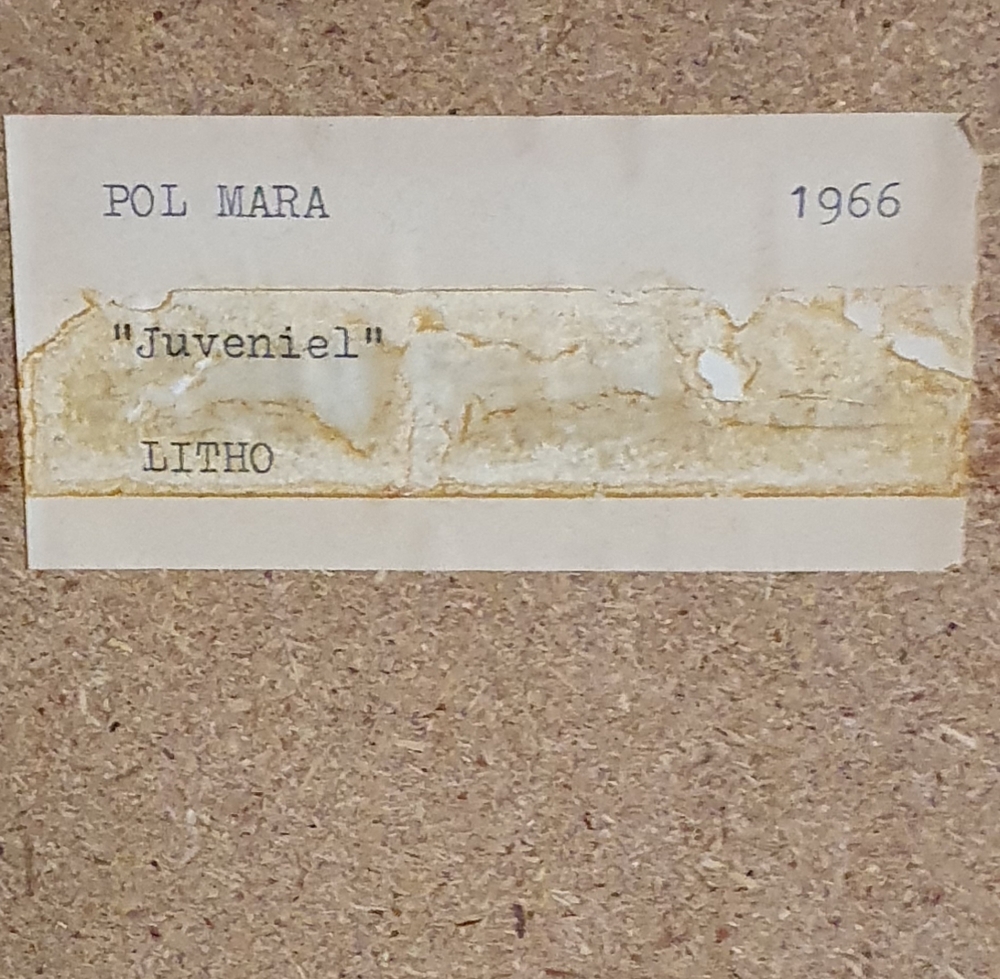 POL MARA 1966
"Juveniel"
LITHO